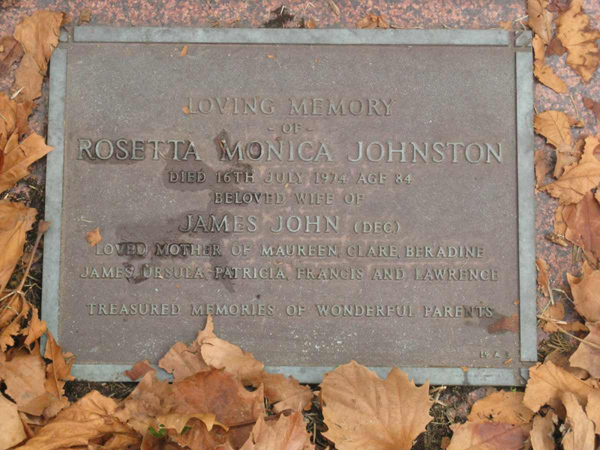 LOVING MEMORY
- OF -
ROSETTA MONICA JOHNSTON
DIED 16TH JULY 1974 AGE 84
BELOVED WIFE OF
JAMES JOHN (DEC)
LOVED MOTHER OF MAUREEN, CLARE, BERADINE
JAMES, URSULA, PATRICIA, FRANCIS AND LAWRENCE
TREASURED MEMORIES OF WONDERFUL PARENTS